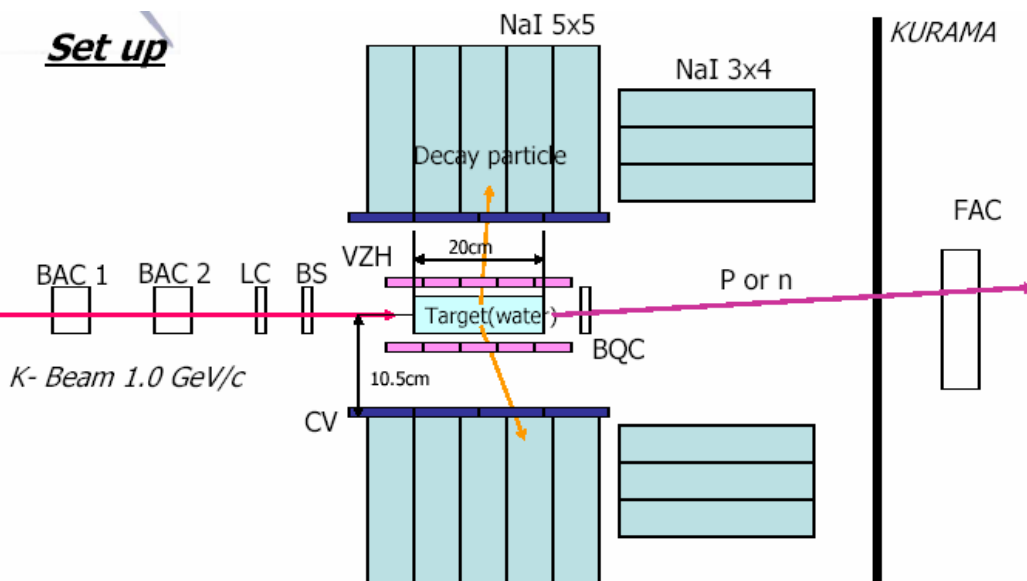 Set up
NaI 5x5
KURAMA
NaI 3x4
Decay particle
FAC
VZH
20cm
BAC 1
BAC 2
LC
BS
P or n
Target(water)
BQC
K- Beam 1.0 GeV/c
10.5cm
CV